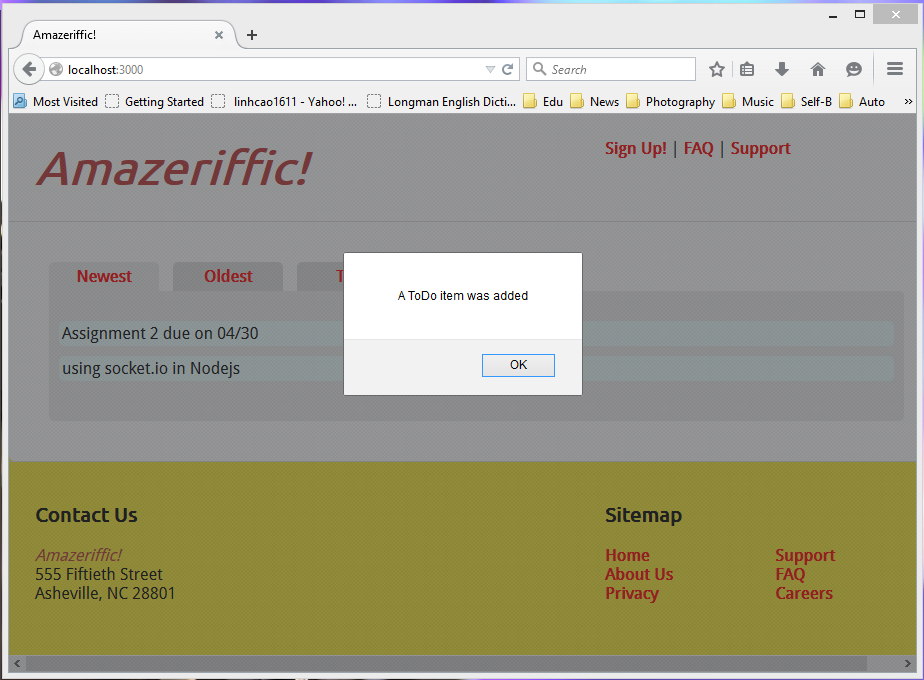 Amazeriffic!
localhost:3000
Search
Most Visited Getting Started linhcao1611 - Yahoo! ... Longman English Dicti... Edu News Photography Music Self-B Auto »
Amazeriffic!
Sign Up! | FAQ | Support
Newest Oldest T
A ToDo item was added
OK
Assignment 2 due on 04/30
using socket.io in Nodejs
Contact Us
Amazeriffic!
555 Fiftieth Street
Asheville, NC 28801
Sitemap
Home Support
About Us FAQ
Privacy Careers